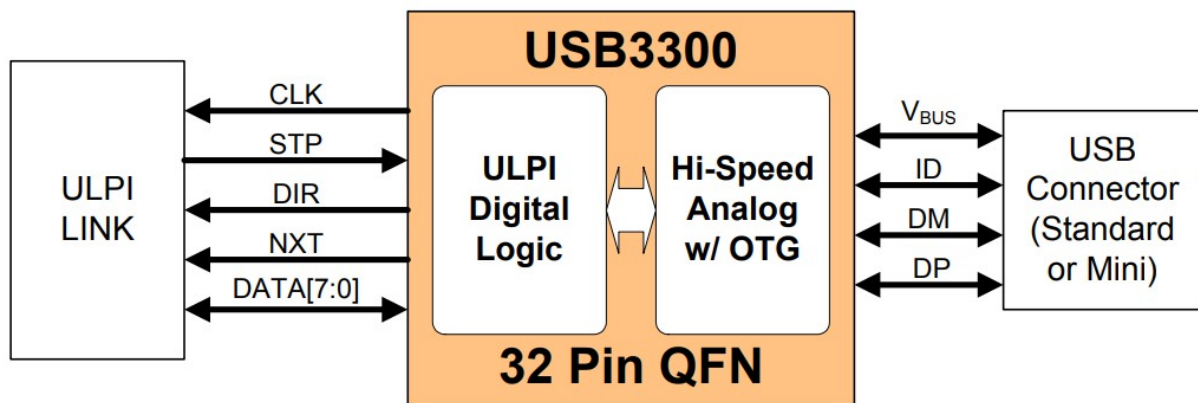 USB3300
ULPI
LINK
CLK
STP
DIR
NXT
DATA[7:0]
ULPI
Digital
Logic
Hi-Speed
Analog
w/ OTG
VBUS
ID
DM
DP
USB
Connector
(Standard
or Mini)
32 Pin QFN